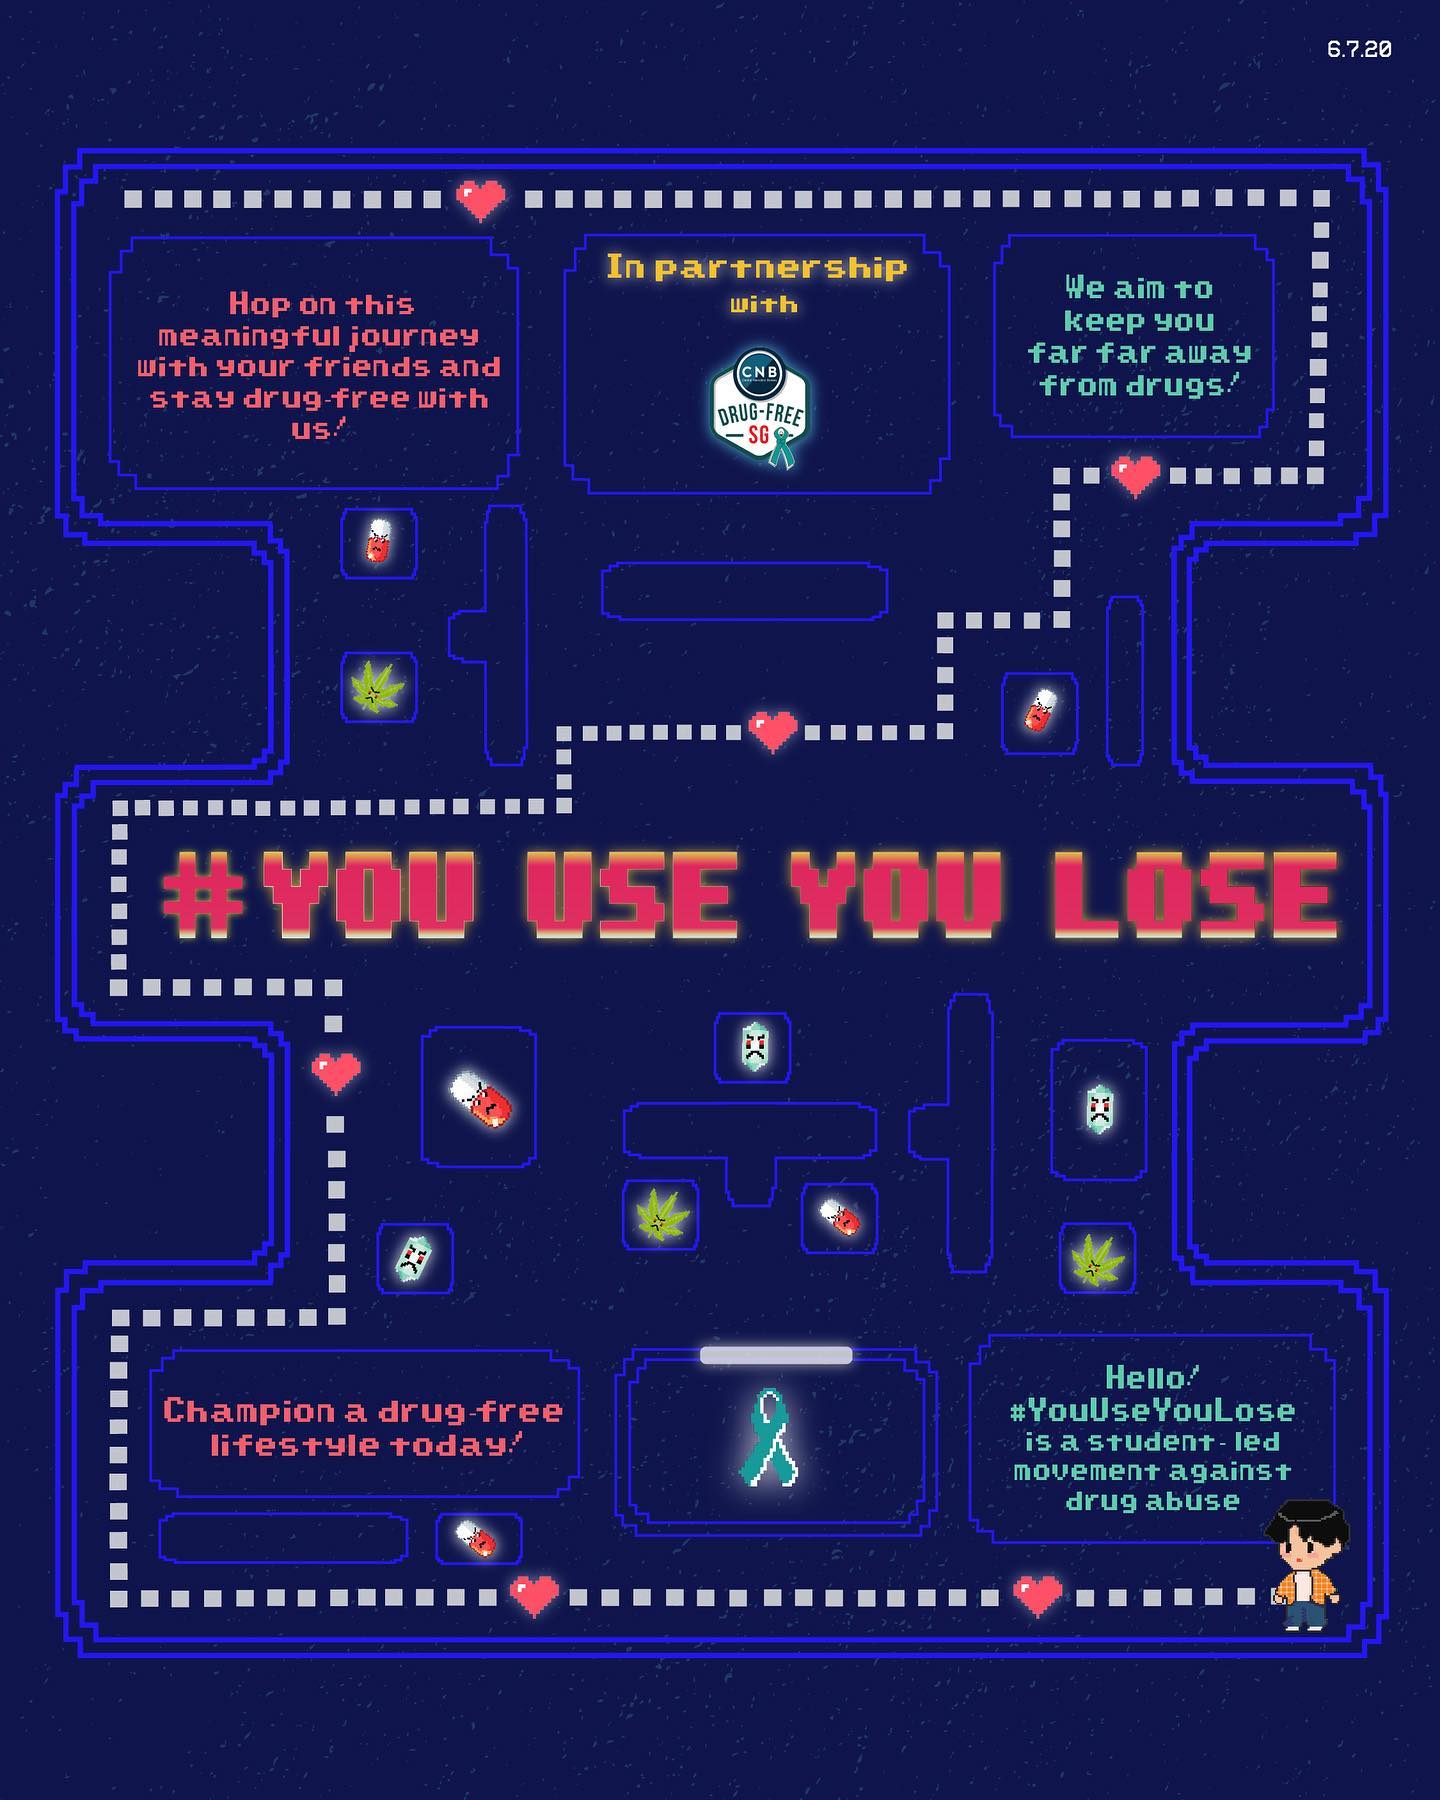 6.7.20
Hop on this
meaningful journey
with your friends and
stay drug-free with
us!
In partnership
with
CNB
DRUG-FREE
SG
We aim to
keep you
far far away
from drugs!
#YOU USE YOU LOSE
Champion a drug-free
lifestyle today!
Hello!
#YouUseYouLose
is a student-led
movement against
drug abuse